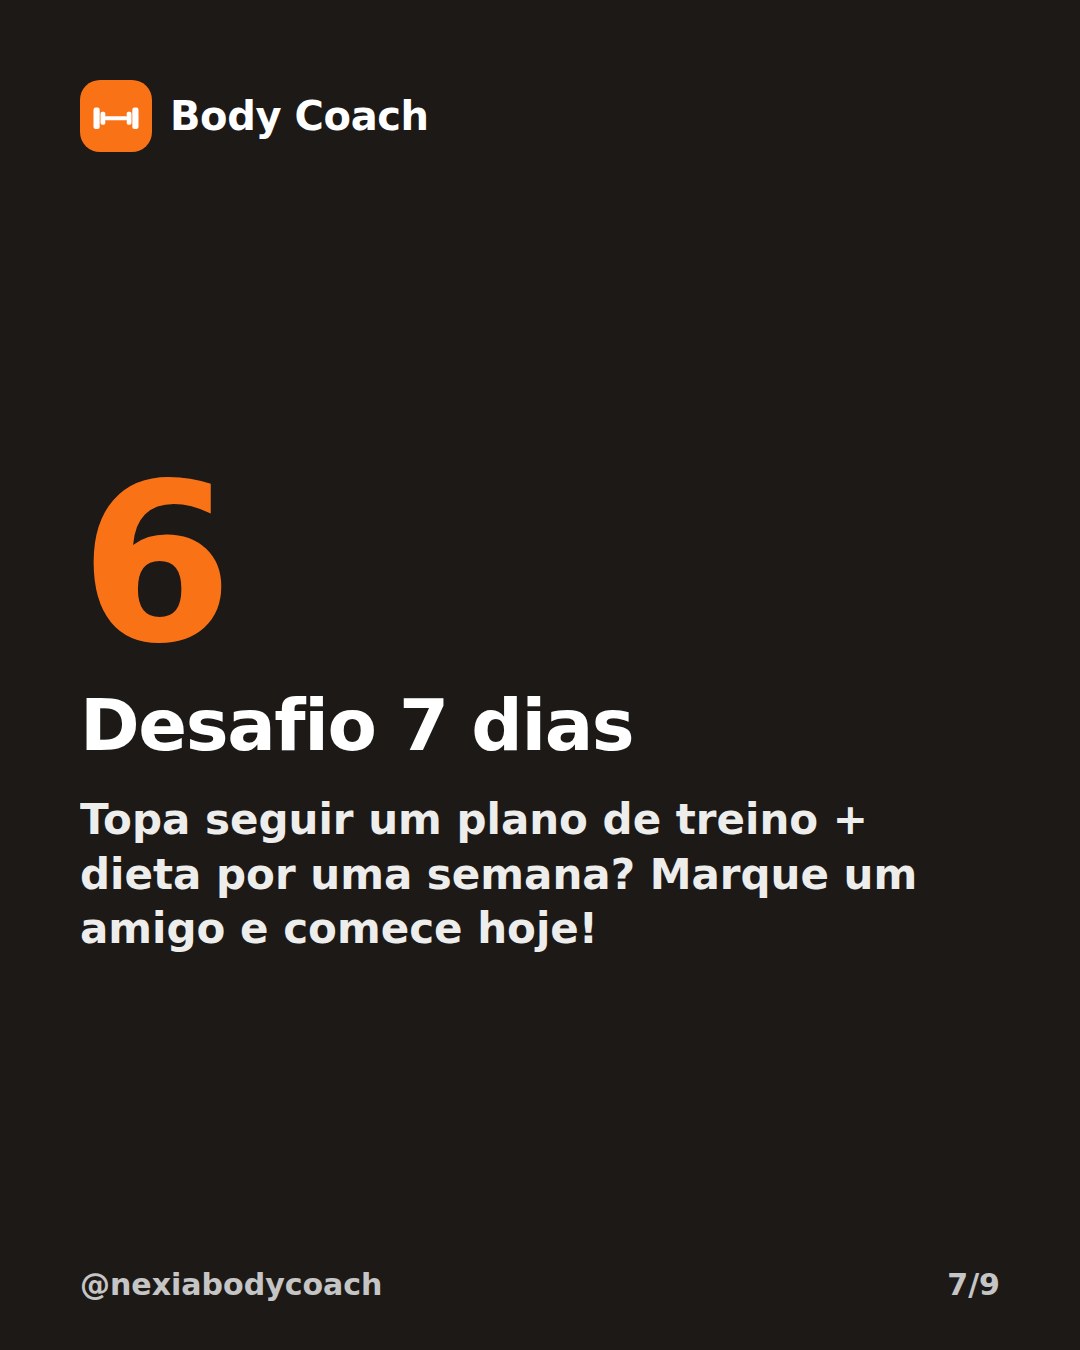 Body Coach
6
Desafio 7 dias
Topa seguir um plano de treino +
dieta por uma semana? Marque um
amigo e comece hoje!
@nexiabodycoach
7/9